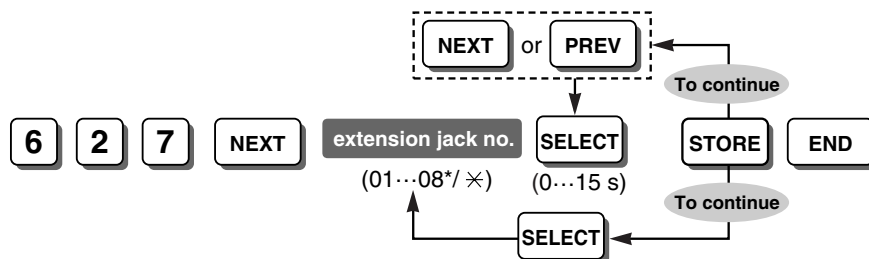 NEXT or PREV
To continue
6 2 7 NEXT extension jack no. SELECT STORE END
(01···08*/ ✳) (0···15 s)
To continue
SELECT